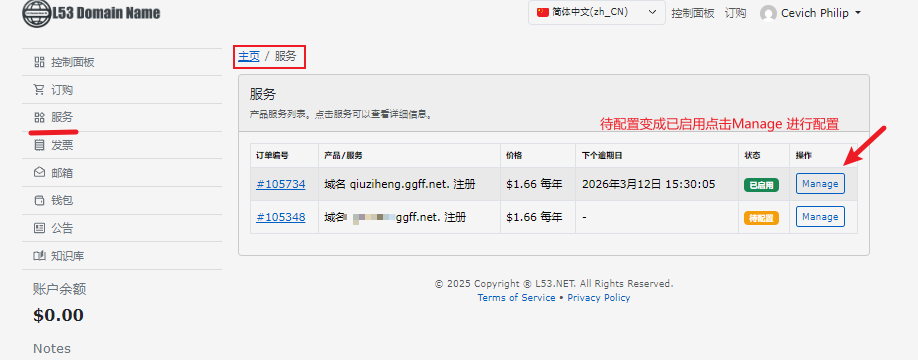 L53 Domain Name
简体中文(zh_CN)
控制面板
订购
Cevich Philip
控制面板
订购
服务
发票
邮箱
钱包
公告
知识库
账户余额
$0.00
Notes
主页 / 服务
服务
产品服务列表。点击服务可以查看详细信息。
待配置变成已启用点击Manage 进行配置
订单编号 产品/服务 价格 下个逾期日 状态 操作
#105734 域名 qiuziheng.ggff.net. 注册 $1.66 每年 2026年3月12日 15:30:05 已启用 Manage
#105348 域名 ggff.net. 注册 $1.66 每年 - 待配置 Manage
© 2025 Copyright ® L53.NET. All Rights Reserved.
Terms of Service • Privacy Policy